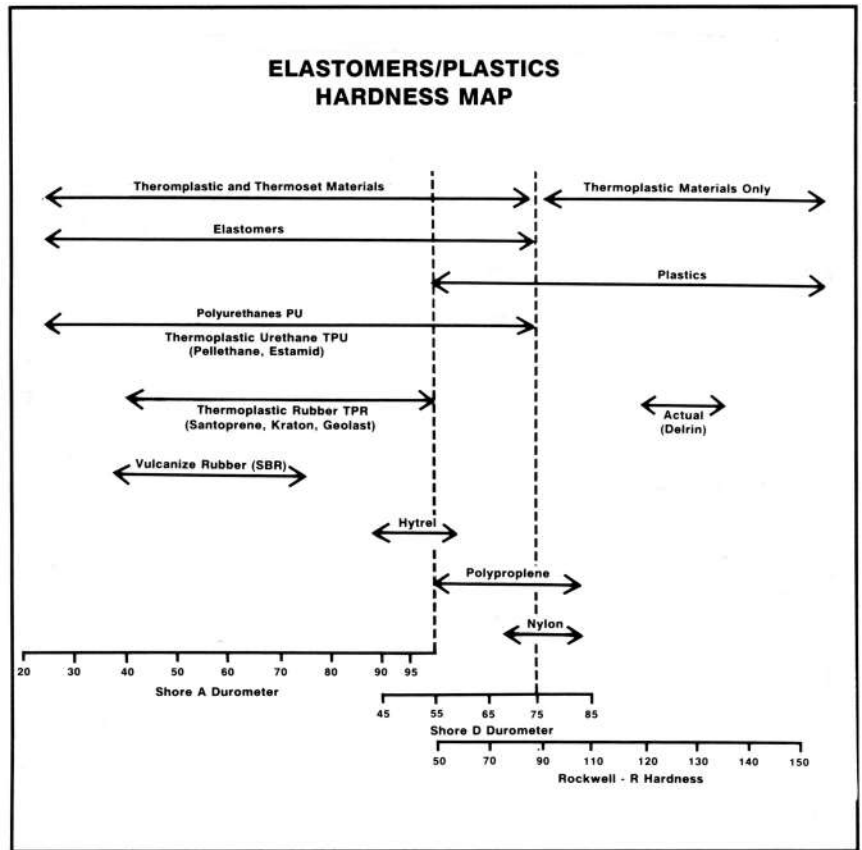 ELASTOMERS/PLASTICS
HARDNESS MAP
Theromplastic and Thermoset Materials
Thermoplastic Materials Only
Elastomers
Plastics
Polyurethanes PU
Thermoplastic Urethane TPU
(Pellethane, Estamid)
Thermoplastic Rubber TPR
(Santoprene, Kraton, Geolast)
Actual
(Delrin)
Vulcanize Rubber (SBR)
Hytrel
Polyproplene
Nylon
20 30 40 50 60 70 80 90 95
Shore A Durometer
45 55 65 75 85
Shore D Durometer
50 70 90 110 120 130 140 150
Rockwell - R Hardness